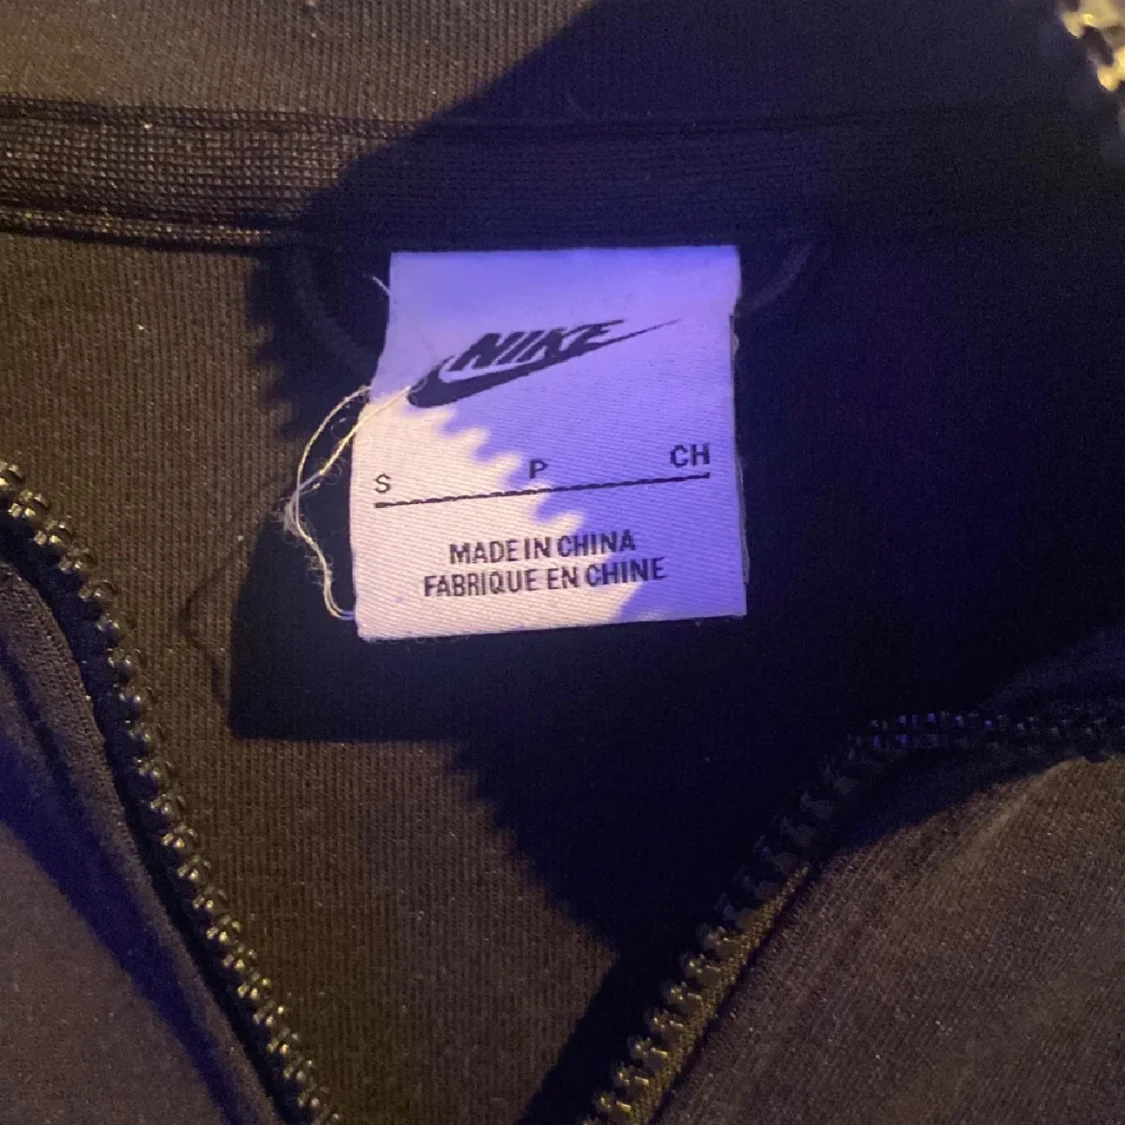 NIKE
S P CH
MADE IN CHINA
FABRIQUE EN CHINE